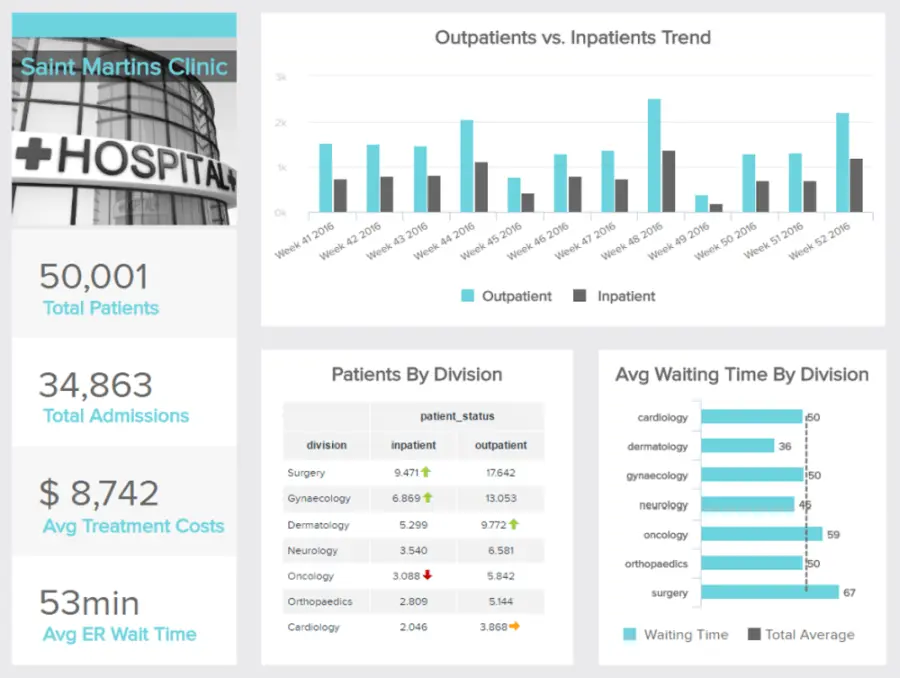 Saint Martins Clinic
HOSPITAL
50,001
Total Patients
34,863
Total Admissions
$ 8,742
Avg Treatment Costs
53min
Avg ER Wait Time
Outpatients vs. Inpatients Trend
3k
2k
1k
0k
Week 41 2016 Week 42 2016 Week 43 2016 Week 44 2016 Week 45 2016 Week 46 2016 Week 47 2016 Week 48 2016 Week 49 2016 Week 50 2016 Week 51 2016 Week 52 2016
Outpatient Inpatient
Patients By Division
patient_status
division inpatient outpatient
Surgery 9.471 17.642
Gynaecology 6.869 13.053
Dermatology 5.299 9.772
Neurology 3.540 6.581
Oncology 3.088 5.842
Orthopaedics 2.809 5.144
Cardiology 2.046 3.868
Avg Waiting Time By Division
cardiology 50
dermatology 36
gynaecology 50
neurology
oncology 59
orthopaedics 50
surgery 67
Waiting Time Total Average